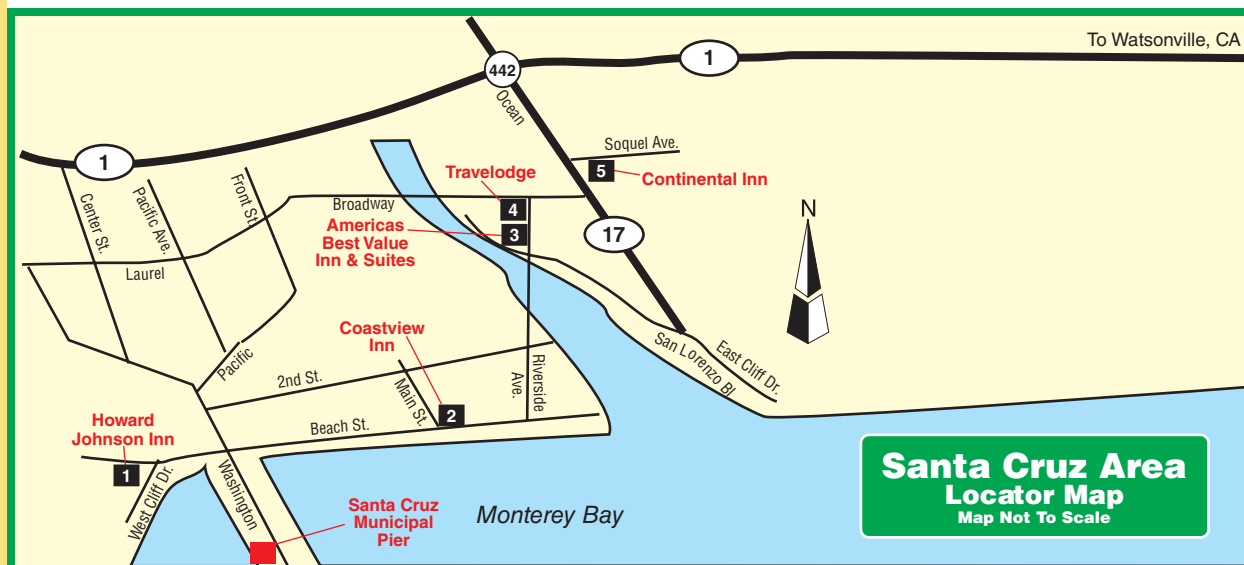 To Watsonville, CA
1
442
Ocean
1
Soquel Ave.
5
Continental Inn
Travelodge
4
Broadway
Americas
Best Value
Inn & Suites
3
17
N
Center St.
Pacific Ave.
Front St.
Laurel
Coastview
Inn
Pacific
2nd St.
Main St.
2
Riverside
Ave.
San Lorenzo Bl
East Cliff Dr.
Beach St.
Howard
Johnson Inn
1
West Cliff Dr.
Washington
Santa Cruz
Municipal
Pier
Monterey Bay
Santa Cruz Area
Locator Map
Map Not To Scale